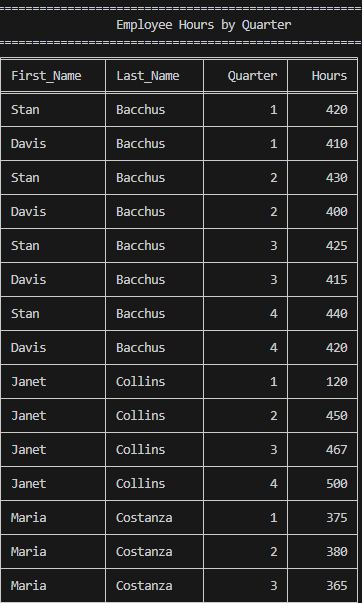 Employee Hours by Quarter
First_Name Last_Name Quarter Hours
Stan Bacchus 1 420
Davis Bacchus 1 410
Stan Bacchus 2 430
Davis Bacchus 2 400
Stan Bacchus 3 425
Davis Bacchus 3 415
Stan Bacchus 4 440
Davis Bacchus 4 420
Janet Collins 1 120
Janet Collins 2 450
Janet Collins 3 467
Janet Collins 4 500
Maria Costanza 1 375
Maria Costanza 2 380
Maria Costanza 3 365